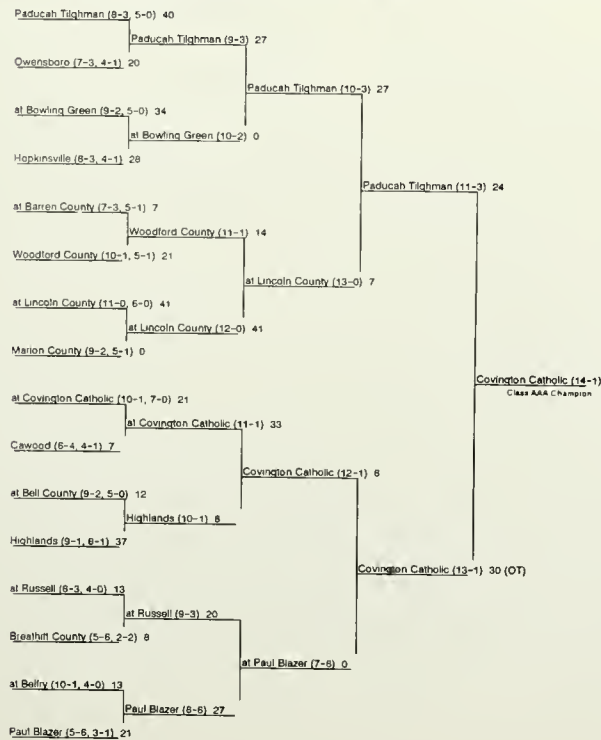 Paducah Tilghman (8-3, 5-0) 40
Paducah Tilghman (9-3) 27
Owensboro (7-3, 4-1) 20
Paducah Tilghman (10-3) 27
at Bowling Green (9-2, 5-0) 34
at Bowling Green (10-2) 0
Hopkinsville (6-3, 4-1) 28
Paducah Tilghman (11-3) 24
at Barren County (7-3, 5-1) 7
Woodford County (11-1) 14
Woodford County (10-1, 5-1) 21
at Lincoln County (13-0) 7
at Lincoln County (11-0, 6-0) 41
at Lincoln County (12-0) 41
Marion County (9-2, 5-1) 0
Covington Catholic (14-1)
Class AAA Champion
at Covington Catholic (10-1, 7-0) 21
at Covington Catholic (11-1) 33
Cawood (6-4, 4-1) 7
Covington Catholic (12-1) 6
at Bell County (9-2, 5-0) 12
Highlands (10-1) 6
Highlands (9-1, 6-1) 37
Covington Catholic (13-1) 30 (OT)
at Russell (6-3, 4-0) 13
at Russell (9-3) 20
Breathitt County (5-6, 2-2) 8
at Paul Blazer (7-6) 0
at Belfry (10-1, 4-0) 13
Paul Blazer (6-6) 27
Paul Blazer (5-6, 3-1) 21